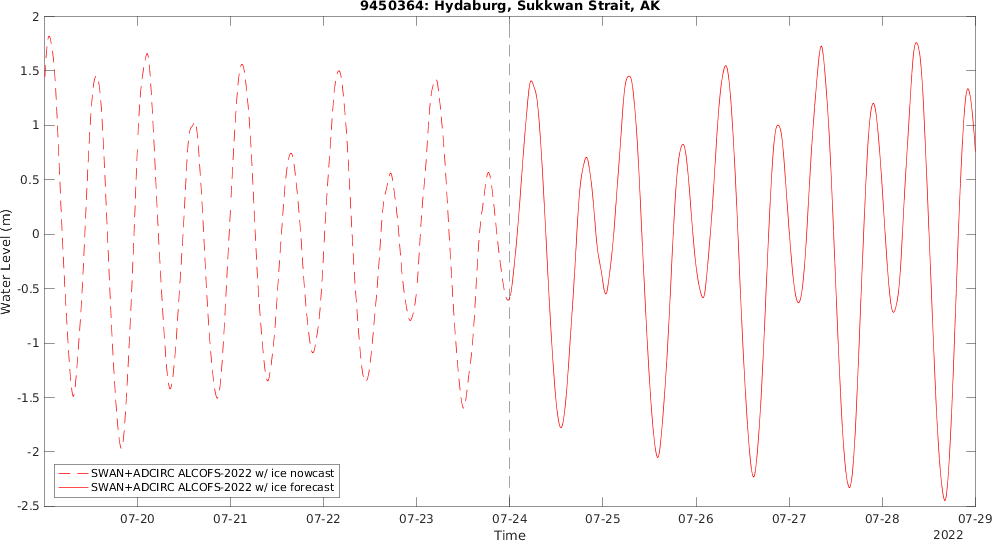 9450364: Hydaburg, Sukkwan Strait, AK
2
1.5
1
0.5
0
-0.5
-1
-1.5
-2
-2.5
Water Level (m)
SWAN+ADCIRC ALCOFS-2022 w/ ice nowcast
SWAN+ADCIRC ALCOFS-2022 w/ ice forecast
07-20 07-21 07-22 07-23 07-24 07-25 07-26 07-27 07-28 07-29
Time
2022